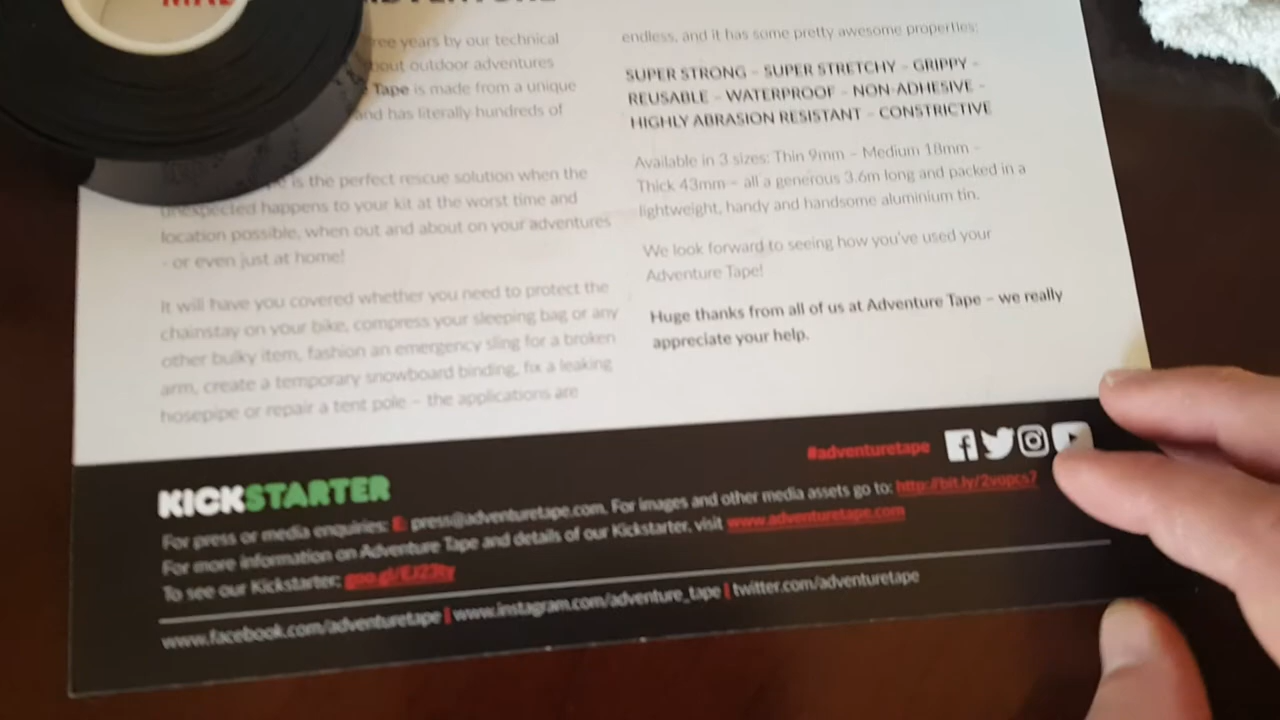 ree years by our technical
bout outdoor adventures
Tape is made from a unique
and has literally hundreds of
is the perfect rescue solution when the
unexpected happens to your kit at the worst time and
location possible, when out and about on your adventures
- or even just at home!
It will have you covered whether you need to protect the
chainstay on your bike, compress your sleeping bag or any
other bulky item, fashion an emergency sling for a broken
arm, create a temporary snowboard binding, fix a leaking
hosepipe or repair a tent pole – the applications are
endless, and it has some pretty awesome properties:
SUPER STRONG – SUPER STRETCHY – GRIPPY –
REUSABLE – WATERPROOF – NON-ADHESIVE –
HIGHLY ABRASION RESISTANT – CONSTRICTIVE
Available in 3 sizes: Thin 9mm – Medium 18mm –
Thick 43mm – all a generous 3.6m long and packed in a
lightweight, handy and handsome aluminium tin.
We look forward to seeing how you've used your
Adventure Tape!
Huge thanks from all of us at Adventure Tape – we really
appreciate your help.
#adventuretape
KICKSTARTER
For press or media enquiries: E: press@adventuretape.com. For images and other media assets go to: http://bit.ly/2vopcs7
For more information on Adventure Tape and details of our Kickstarter, visit www.adventuretape.com
To see our Kickstarter:
www.facebook.com/adventuretape | www.instagram.com/adventure_tape | twitter.com/adventuretape